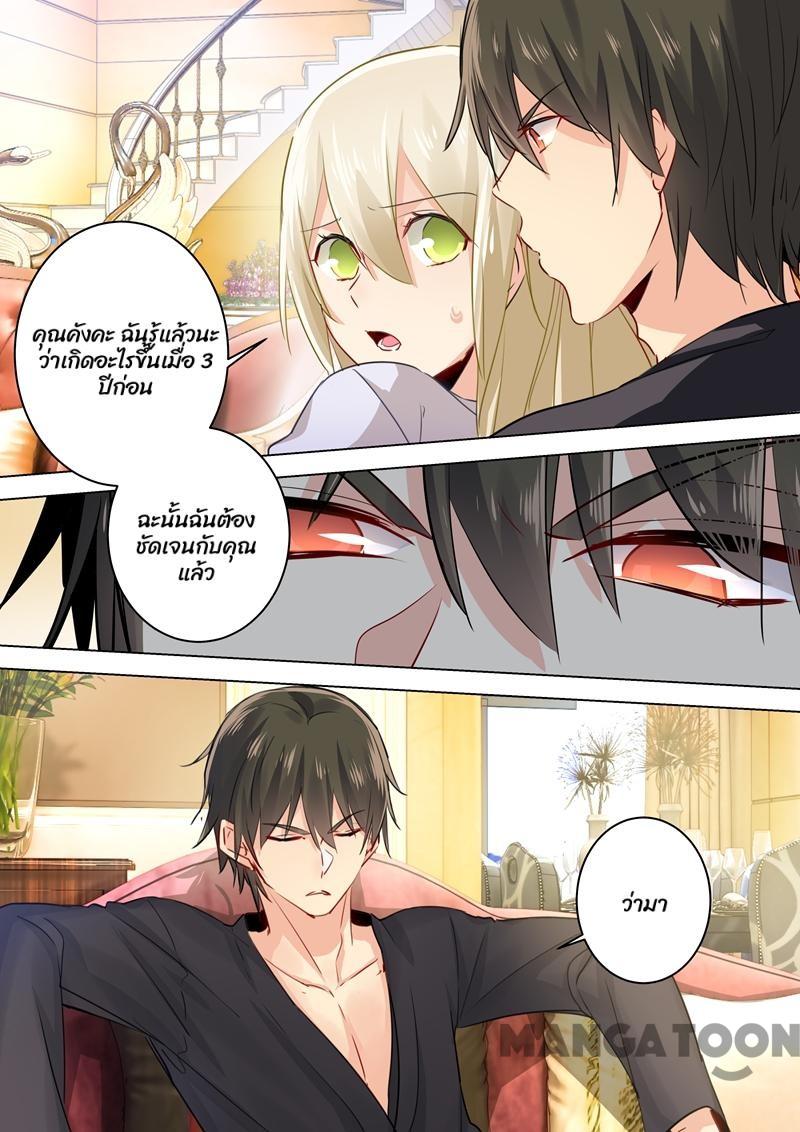 คุณคังคะ ฉันรู้แล้วนะ
ว่าเกิดอะไรขึ้นเมื่อ 3
ปีก่อน
ฉะนั้นฉันต้อง
ชัดเจนกับคุณ
แล้ว
ว่ามา
MANGATOON